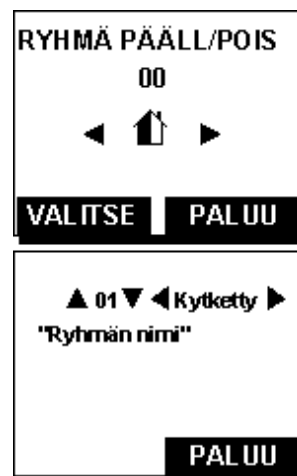 RYHMÄ PÄÄLL/POIS
00
VALITSE PALUU
01 Kytketty
"Ryhmän nimi"
PALUU